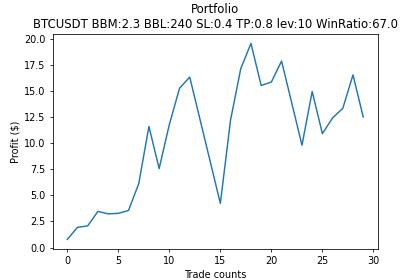 Portfolio
BTCUSDT BBM:2.3 BBL:240 SL:0.4 TP:0.8 lev:10 WinRatio:67.0
20.0
17.5
15.0
12.5
10.0
7.5
5.0
2.5
0.0
Profit ($)
0 5 10 15 20 25 30
Trade counts